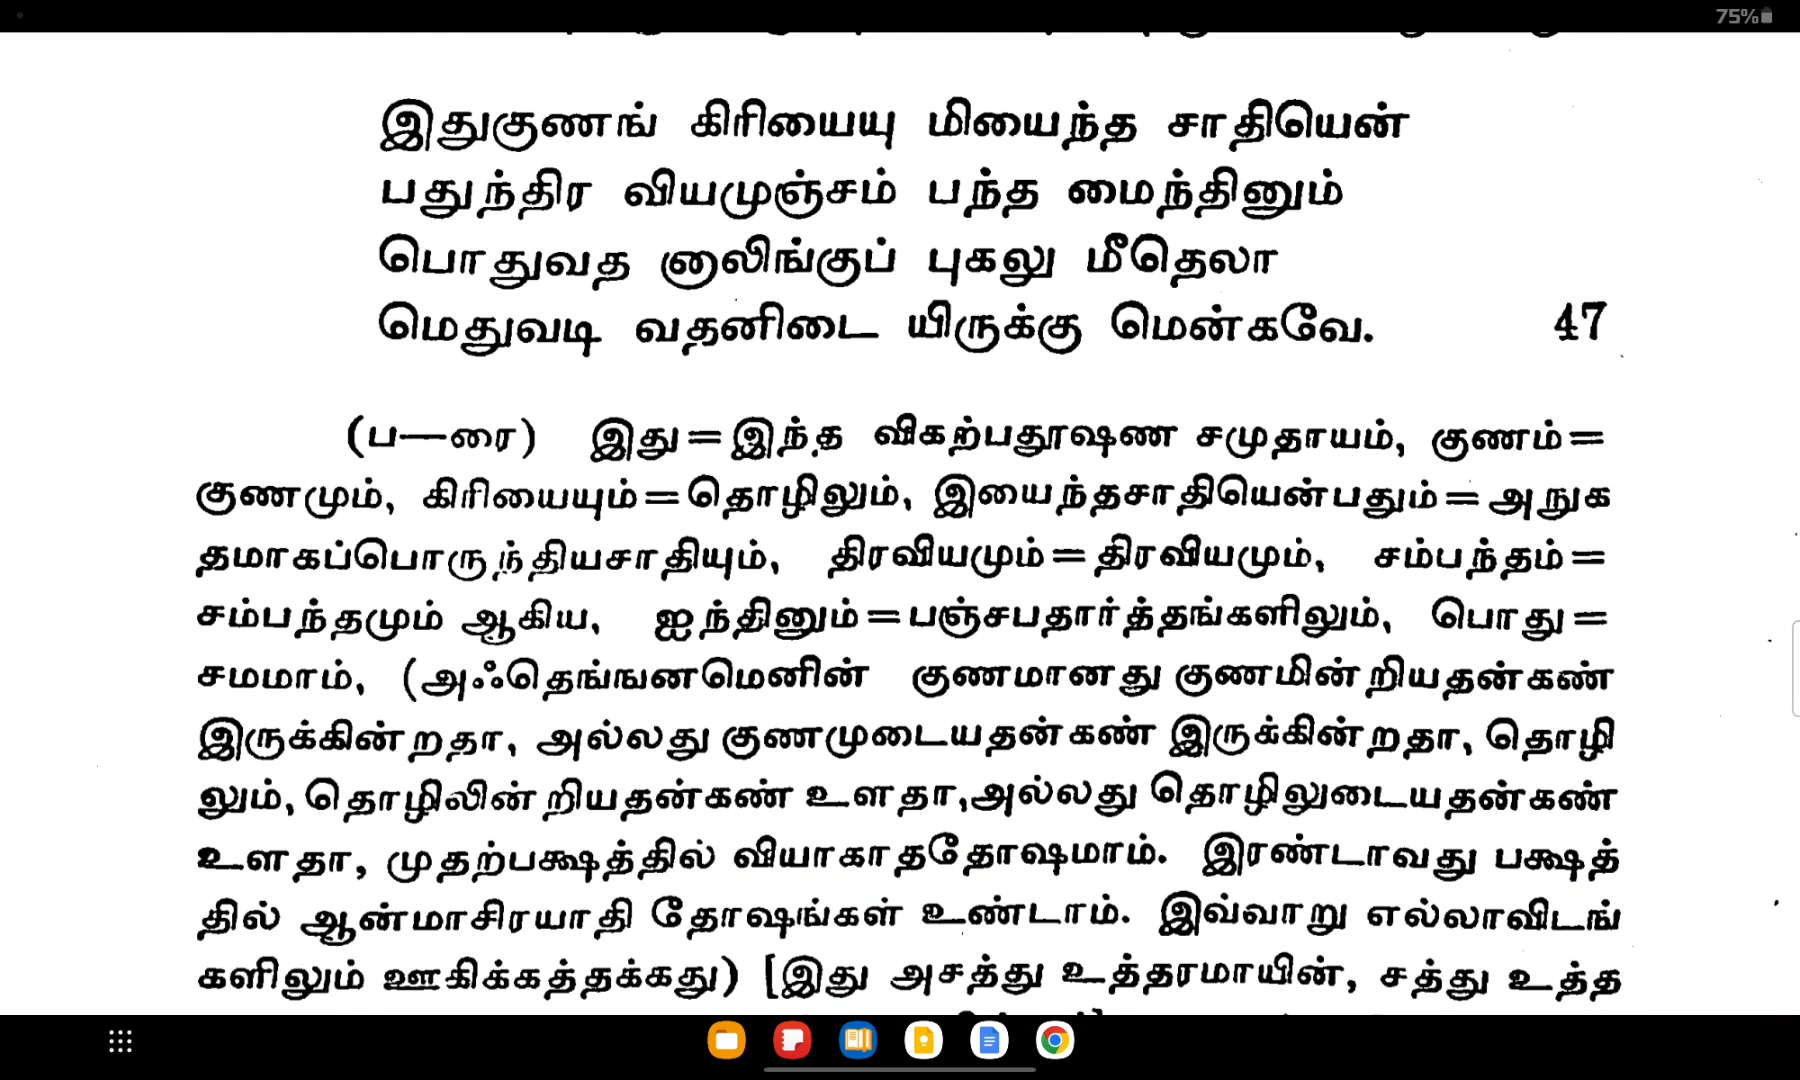 75%
இதுகுணங் கிரியையு மியைந்த சாதியென்
பதுந்திர வியமுஞ்சம் பந்த மைந்தினும்
பொதுவத னாலிங்குப் புகலு மீதெலா
மெதுவடி வதனிடை யிருக்கு மென்கவே. 47
(ப—ரை) இது=இந்த விகற்பதூஷண சமுதாயம், குணம்=
குணமும், கிரியையும்=தொழிலும், இயைந்தசாதியென்பதும்=அநுக
தமாகப்பொருந்தியசாதியும், திரவியமும்=திரவியமும், சம்பந்தம்=
சம்பந்தமும் ஆகிய, ஐந்தினும்=பஞ்சபதார்த்தங்களிலும், பொது=
சமமாம், (அஃதெங்ஙனமெனின் குணமானது குணமின்றியதன்கண்
இருக்கின்றதா, அல்லது குணமுடையதன்கண் இருக்கின்றதா, தொழி
லும், தொழிலின்றியதன்கண் உளதா,அல்லது தொழிலுடையதன்கண்
உளதா, முதற்பக்ஷத்தில் வியாகாததோஷமாம். இரண்டாவது பக்ஷத்
தில் ஆன்மாசிரயாதி தோஷங்கள் உண்டாம். இவ்வாறு எல்லாவிடங்
களிலும் ஊகிக்கத்தக்கது) [இது அசத்து உத்தரமாயின், சத்து உத்த